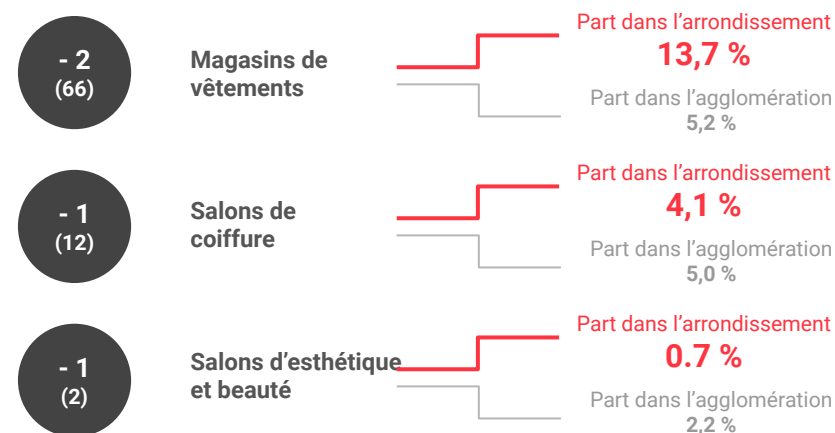 - 2
(66)
Magasins de
vêtements
Part dans l’arrondissement
13,7 %
Part dans l’agglomération
5,2 %
- 1
(12)
Salons de
coiffure
Part dans l’arrondissement
4,1 %
Part dans l’agglomération
5,0 %
- 1
(2)
Salons d’esthétique
et beauté
Part dans l’arrondissement
0.7 %
Part dans l’agglomération
2,2 %